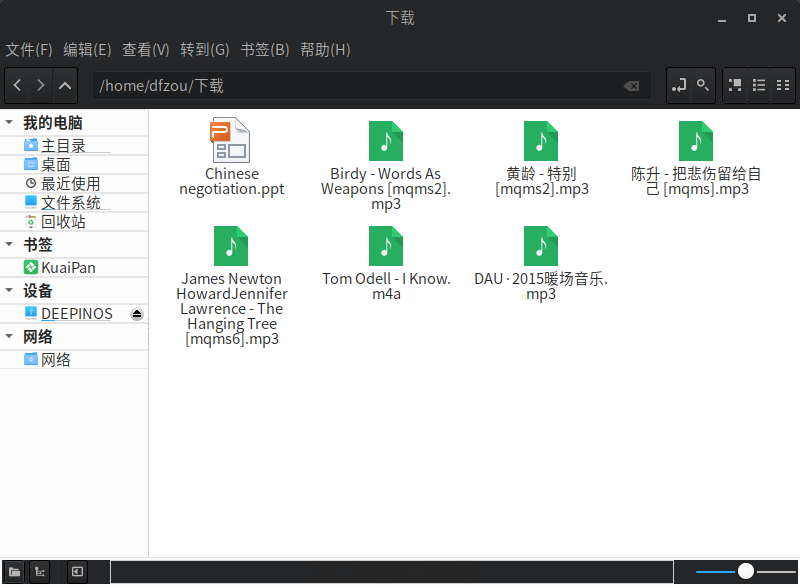 下载
文件(F) 编辑(E) 查看(V) 转到(G) 书签(B) 帮助(H)
/home/dfzou/下载
我的电脑
主目录
桌面
最近使用
文件系统
回收站
书签
KuaiPan
设备
DEEPINOS
网络
网络
Chinese
negotiation.ppt
Birdy - Words As
Weapons [mqms2].
mp3
黄龄 - 特别
[mqms2].mp3
陈升 - 把悲伤留给自
己 [mqms].mp3
James Newton
HowardJennifer
Lawrence - The
Hanging Tree
[mqms6].mp3
Tom Odell - I Know.
m4a
DAU · 2015暖场音乐.
mp3